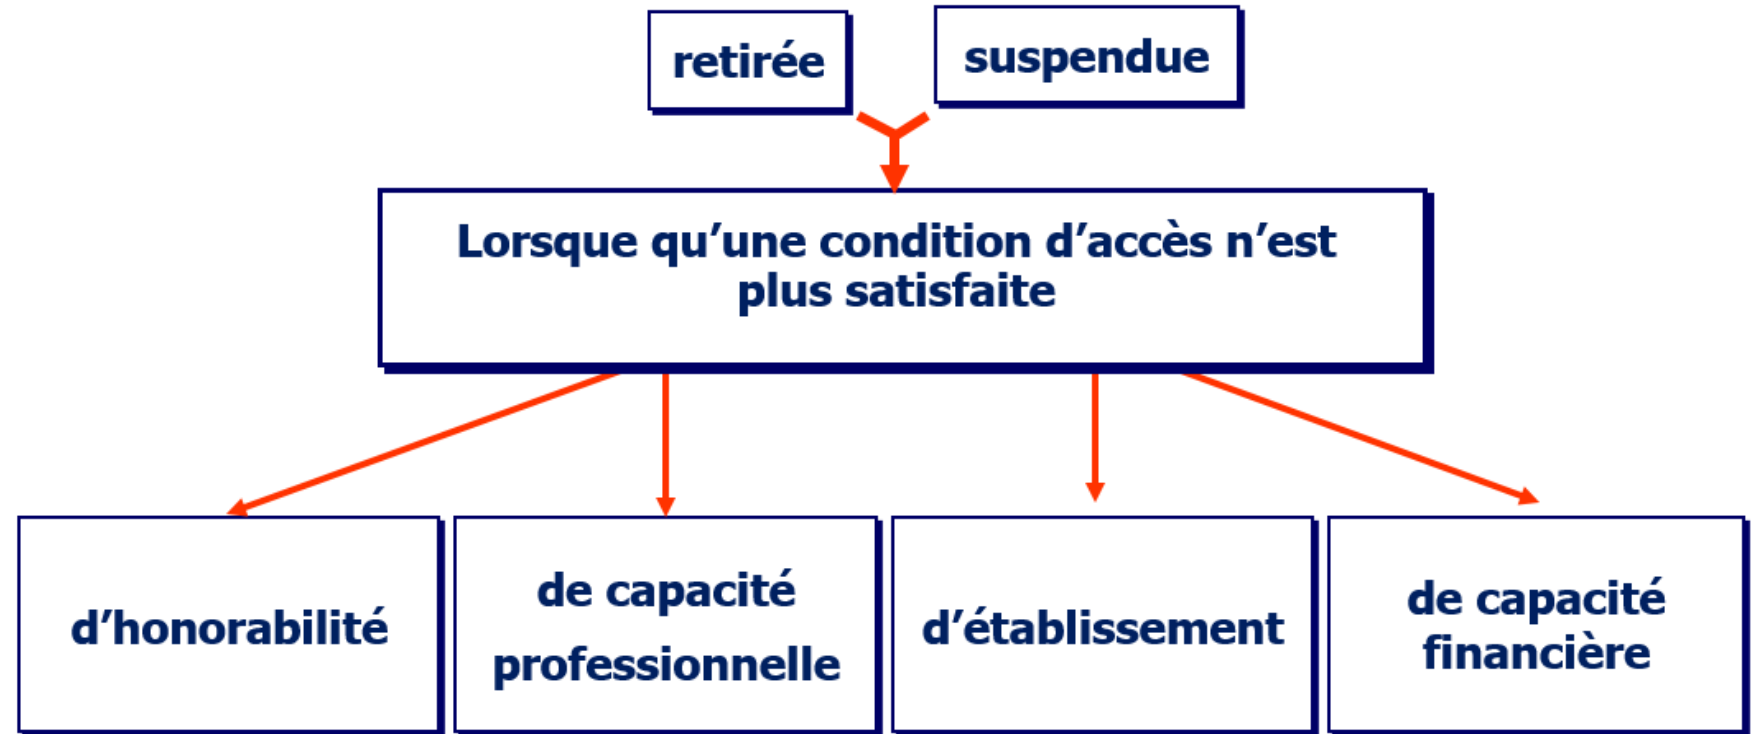 retirée
suspendue
Lorsque qu’une condition d’accès n’est
plus satisfaite
d’honorabilité
de capacité
professionnelle
d’établissement
de capacité
financière